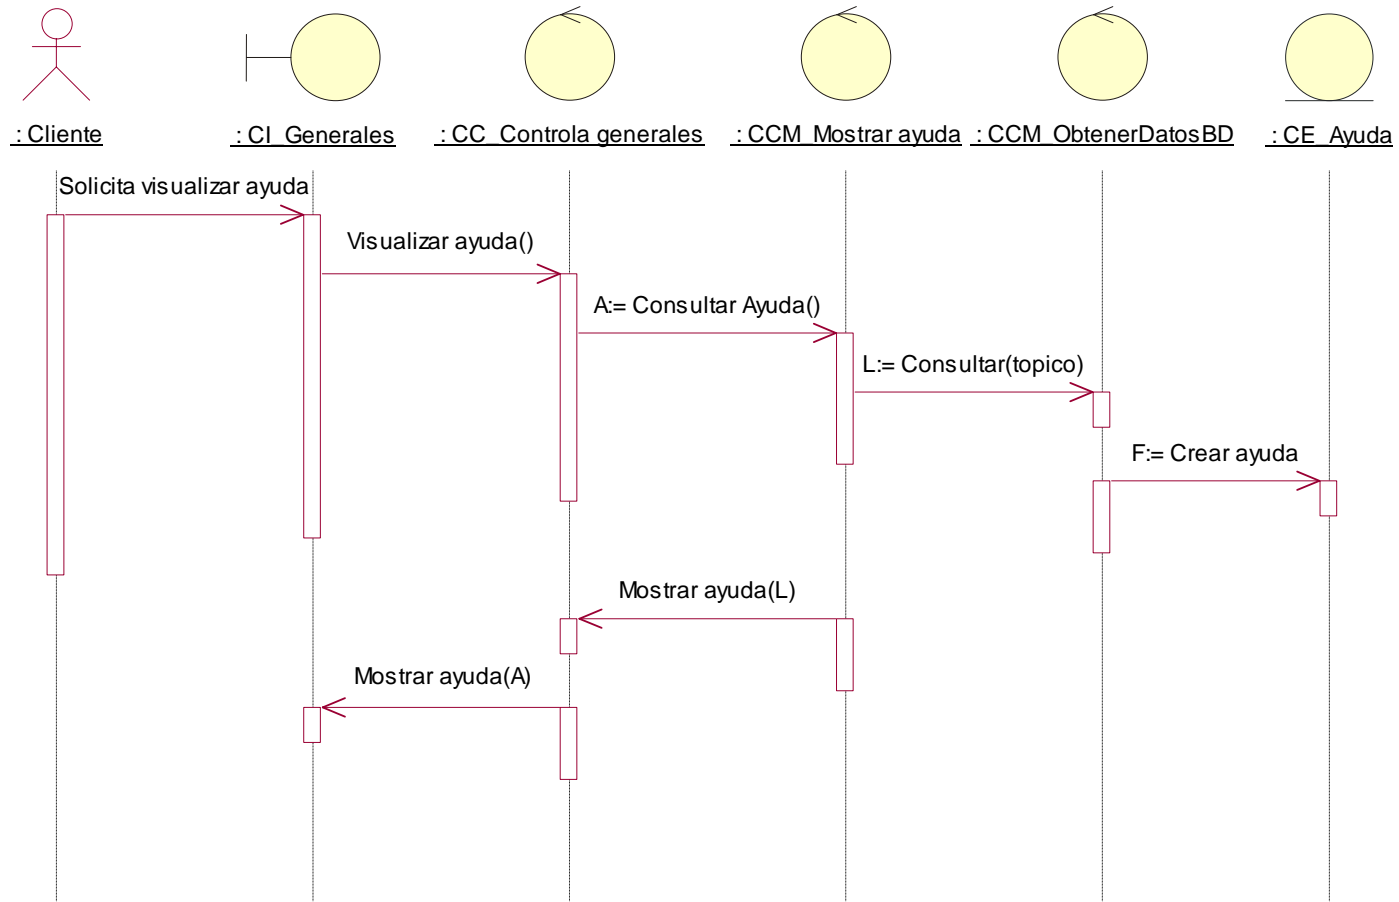 : Cliente
: CI_Generales
: CC_Controla generales
: CCM_Mostrar ayuda
: CCM_ObtenerDatosBD
: CE_Ayuda
Solicita visualizar ayuda
Visualizar ayuda()
A:= Consultar Ayuda()
L:= Consultar(topico)
F:= Crear ayuda
Mostrar ayuda(L)
Mostrar ayuda(A)